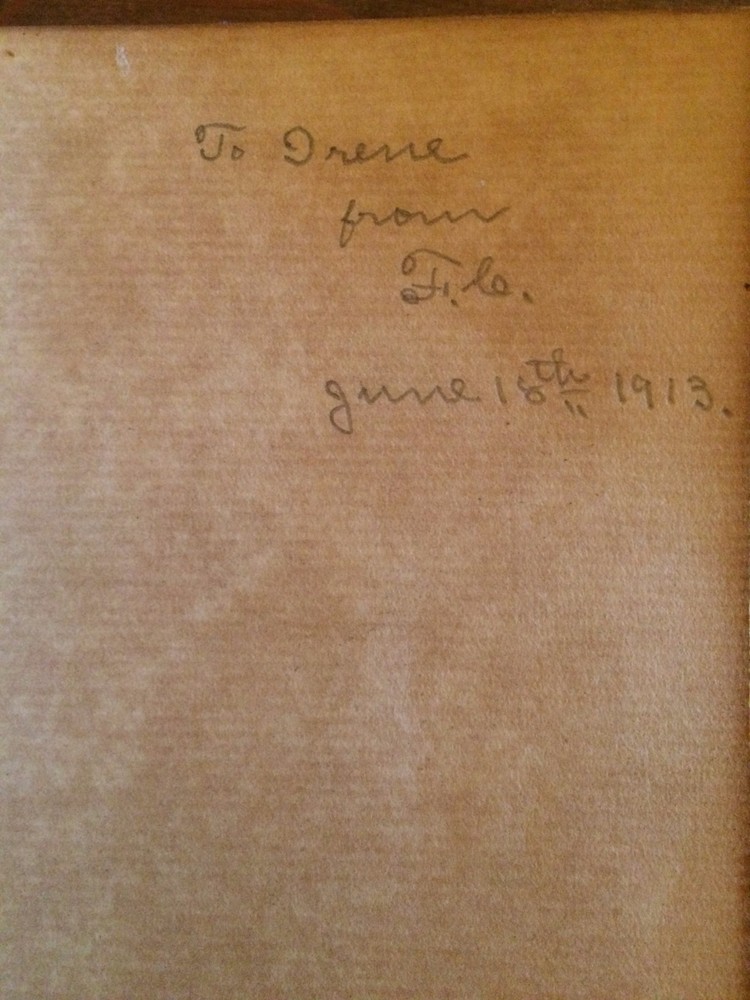 To Irene
from
F.C.
June 18th 1913.